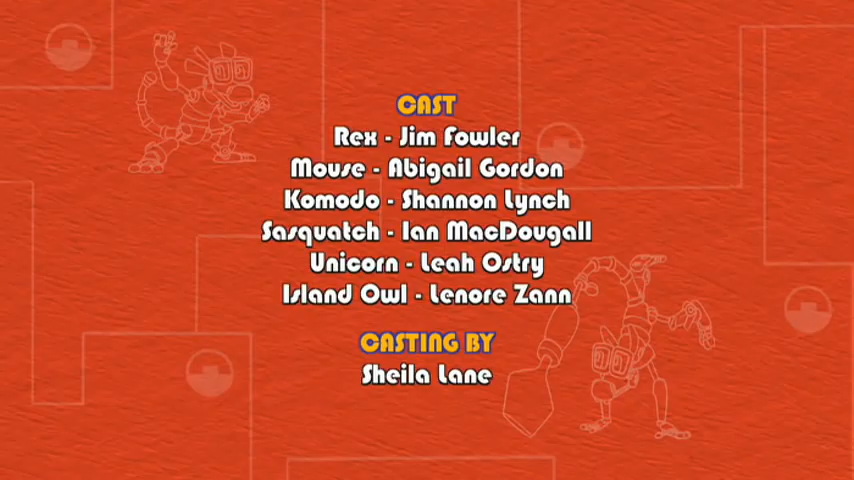 CAST
Rex - Jim Fowler
Mouse - Abigail Gordon
Komodo - Shannon Lynch
Sasquatch - Ian MacDougall
Unicorn - Leah Ostry
Island Owl - Lenore Zann
CASTING BY
Sheila Lane